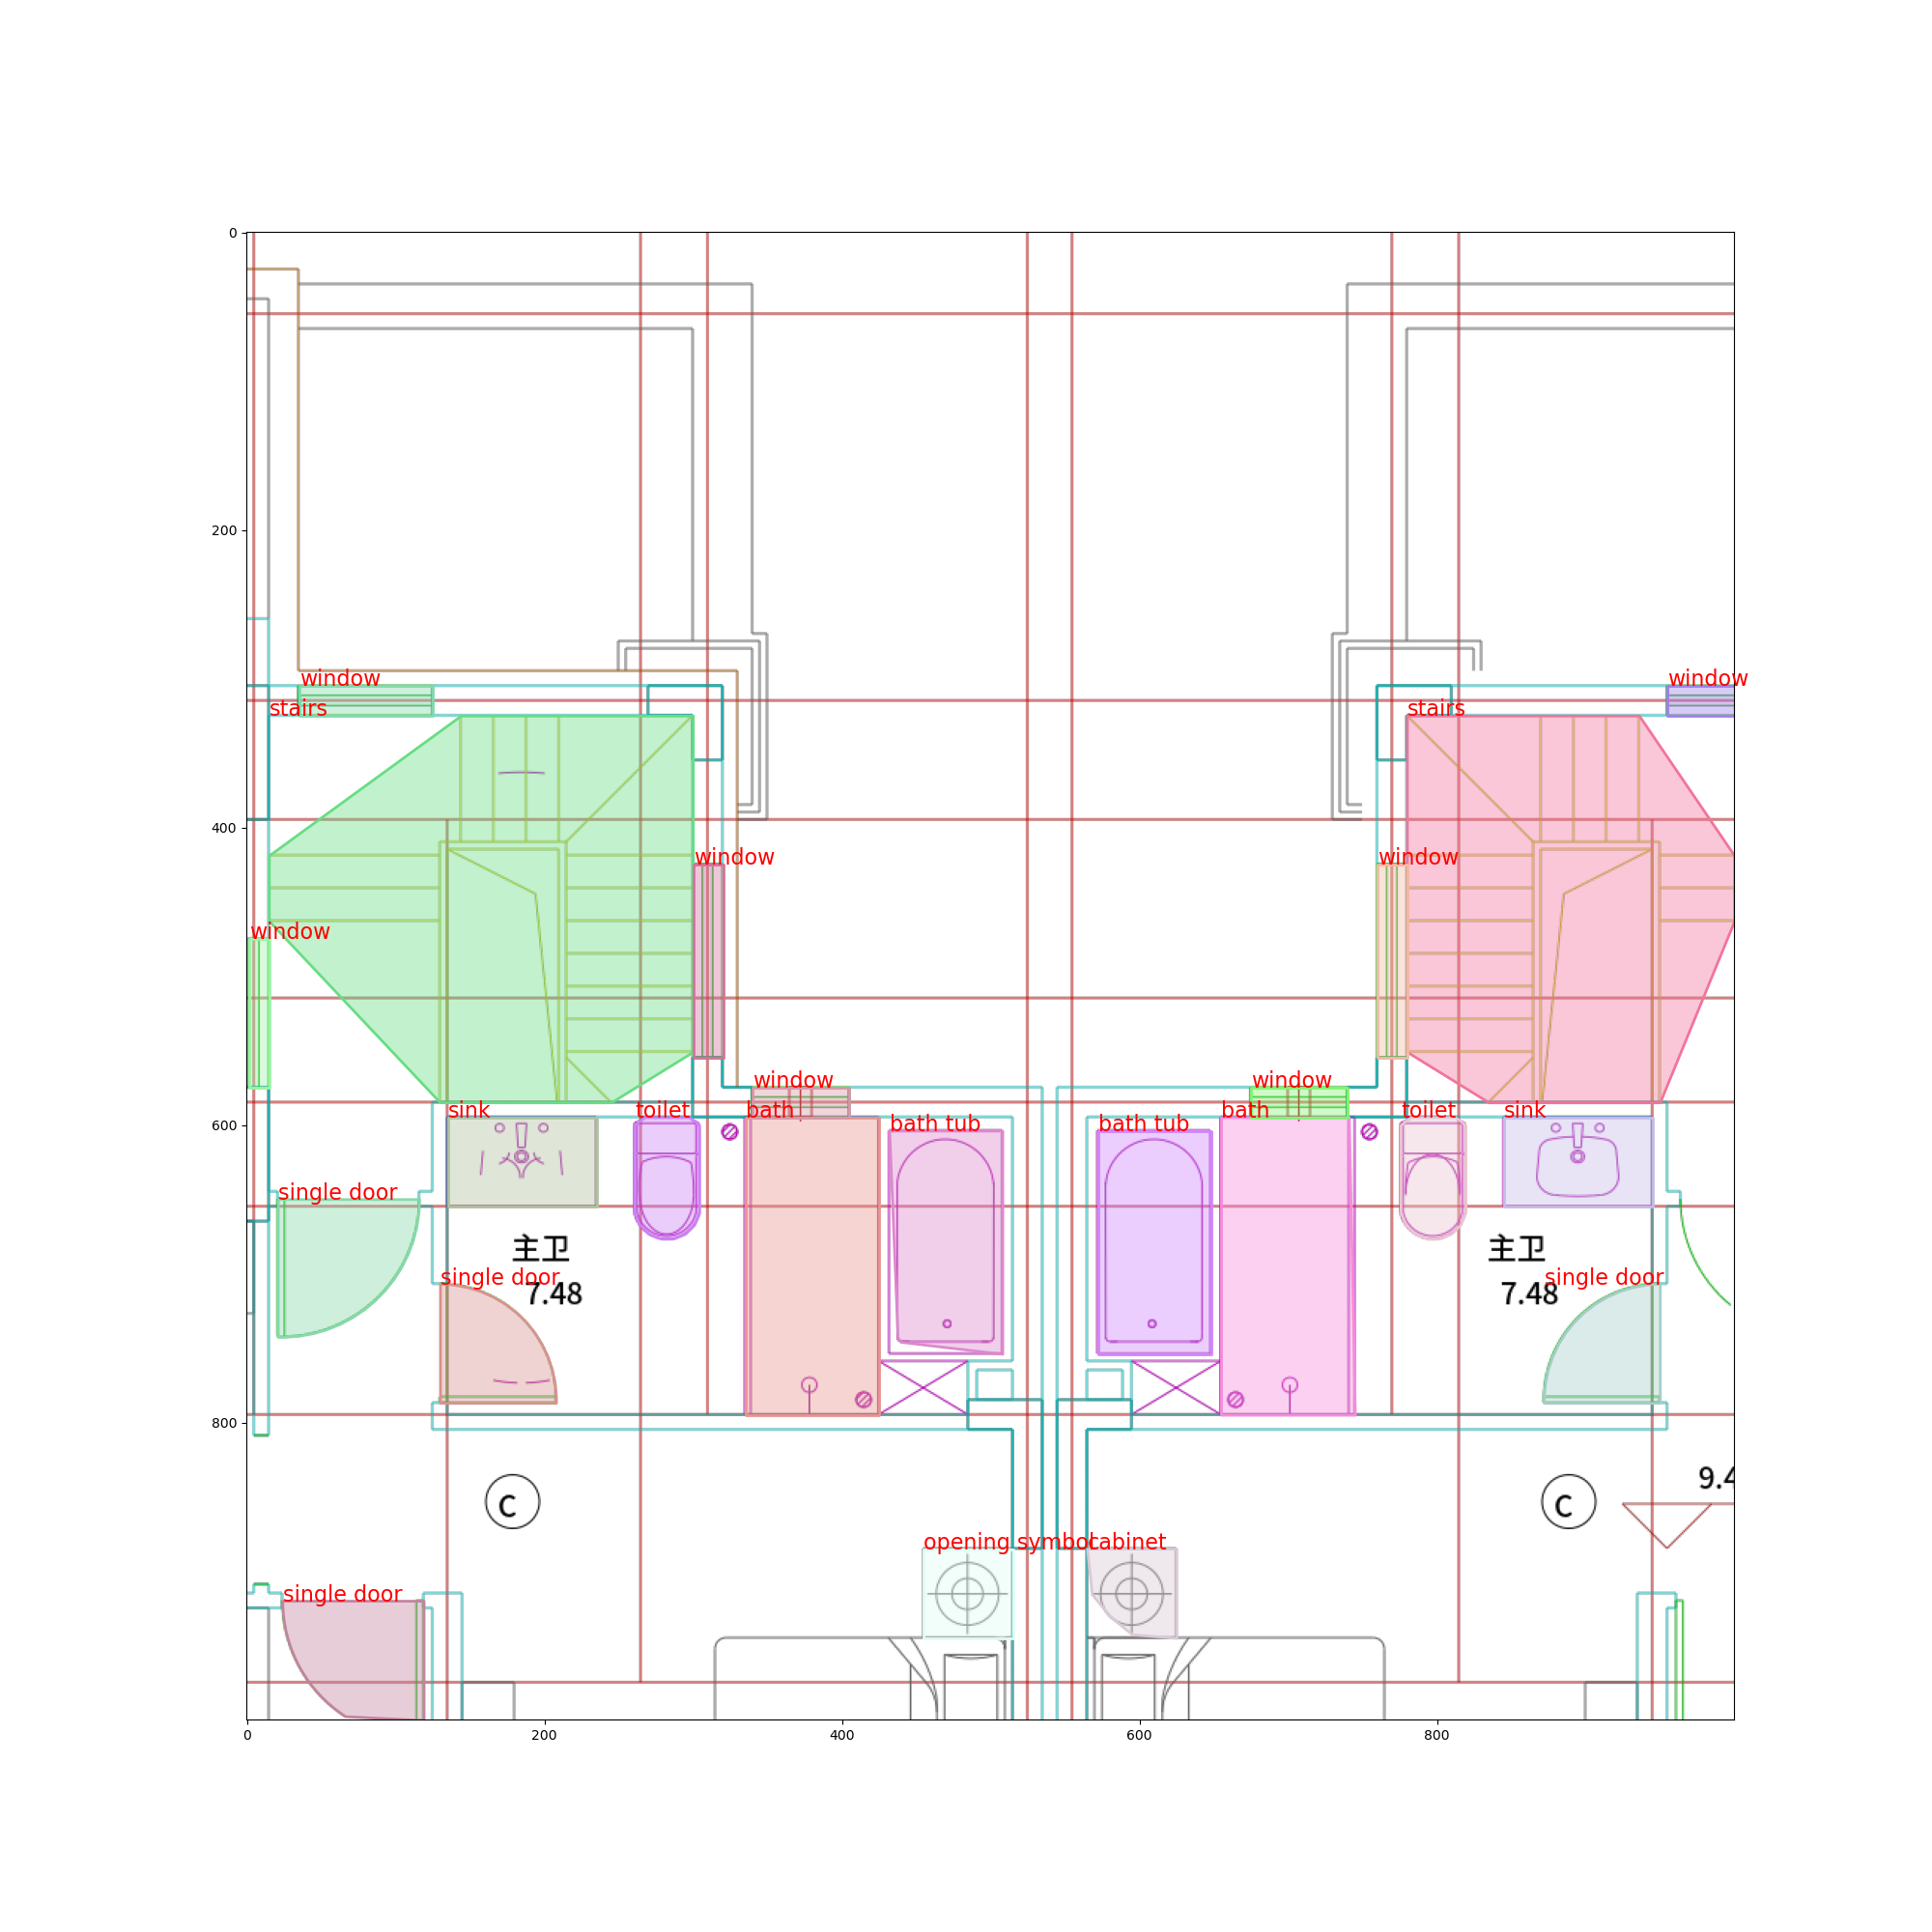 0
200
window
window
stairs
stairs
400
window
window
window
window
window
600
sink
toilet
bath
bath tub
bath tub
bath
toilet
sink
single door
主卫
7.48
主卫
7.48
single door
single door
800
C
C
9.4
opening symbol
cabinet
single door
0
200
400
600
800